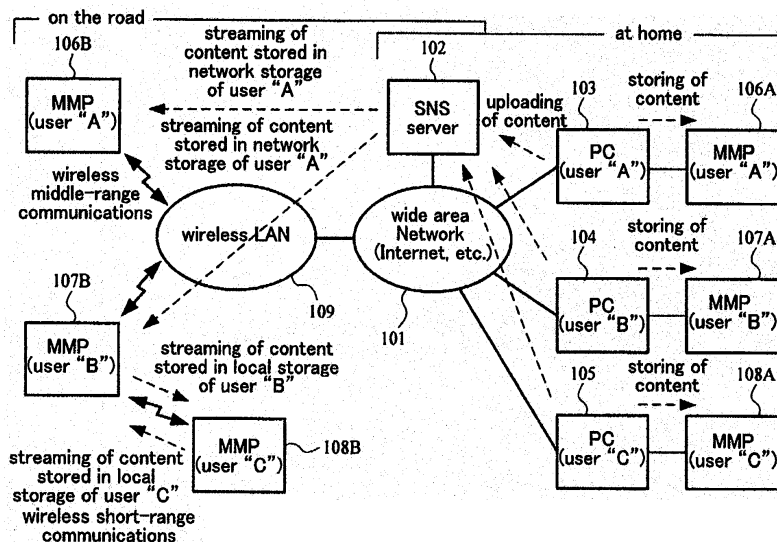 on the road
at home
106B
MMP
(user “A”)
streaming of
content stored in
network storage
of user “A”
streaming of content
stored in network
storage of user “A”
102
SNS
server
uploading
of content
103
PC
(user “A”)
storing of
content
106A
MMP
(user “A”)
wireless
middle-range
communications
wireless LAN
109
wide area
Network
(Internet, etc.)
101
104
PC
(user “B”)
storing of
content
107A
MMP
(user “B”)
107B
MMP
(user “B”)
streaming of content
stored in local storage
of user “B”
MMP
(user “C”)
108B
105
PC
(user “C”)
storing of
content
108A
MMP
(user “C”)
streaming of content
stored in local
storage of user “C”
wireless short-range
communications